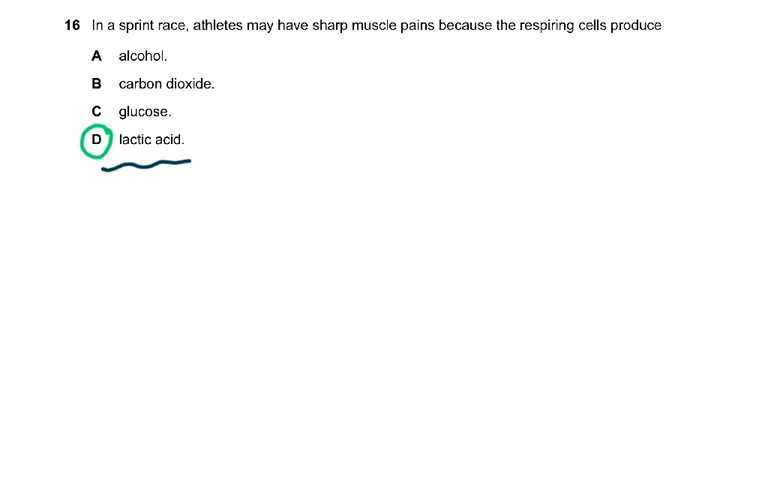 16 In a sprint race, athletes may have sharp muscle pains because the respiring cells produce
A alcohol.
B carbon dioxide.
C glucose.
D lactic acid.